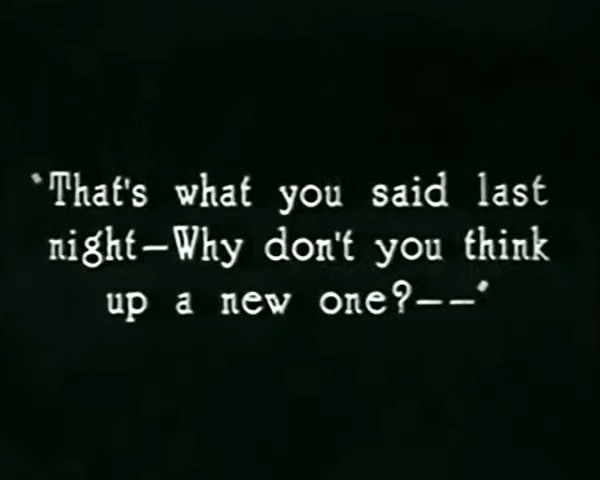 "That's what you said last
night—Why don't you think
up a new one?——"